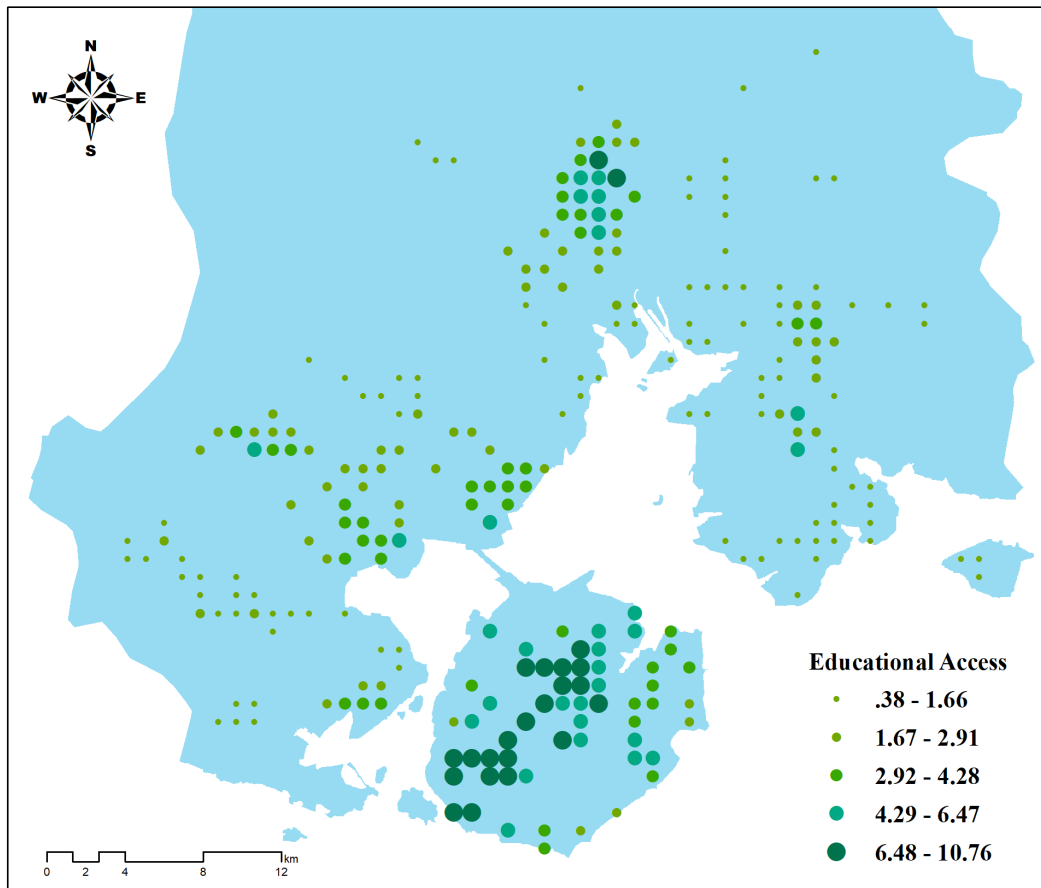 N
W E
S
Educational Access
.38 - 1.66
1.67 - 2.91
2.92 - 4.28
4.29 - 6.47
6.48 - 10.76
km
0 2 4 8 12